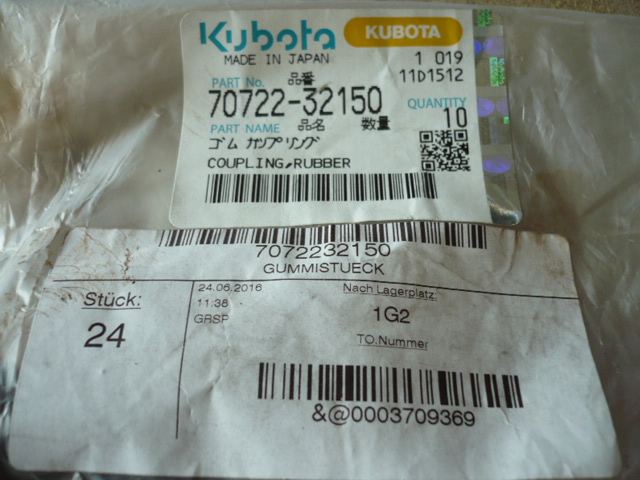 Kubota KUBOTA
MADE IN JAPAN 1 019
11D1512
PART No. 品番
70722-32150 QUANTITY
PART NAME 品名 数量 10
ゴム カツプリング
COUPLING,RUBBER
7072232150
GUMMISTUECK
Stück:
24
24.06.2016
11:38
GRSP
Nach Lagerplatz:
1G2
TO.Nummer
&@0003709369